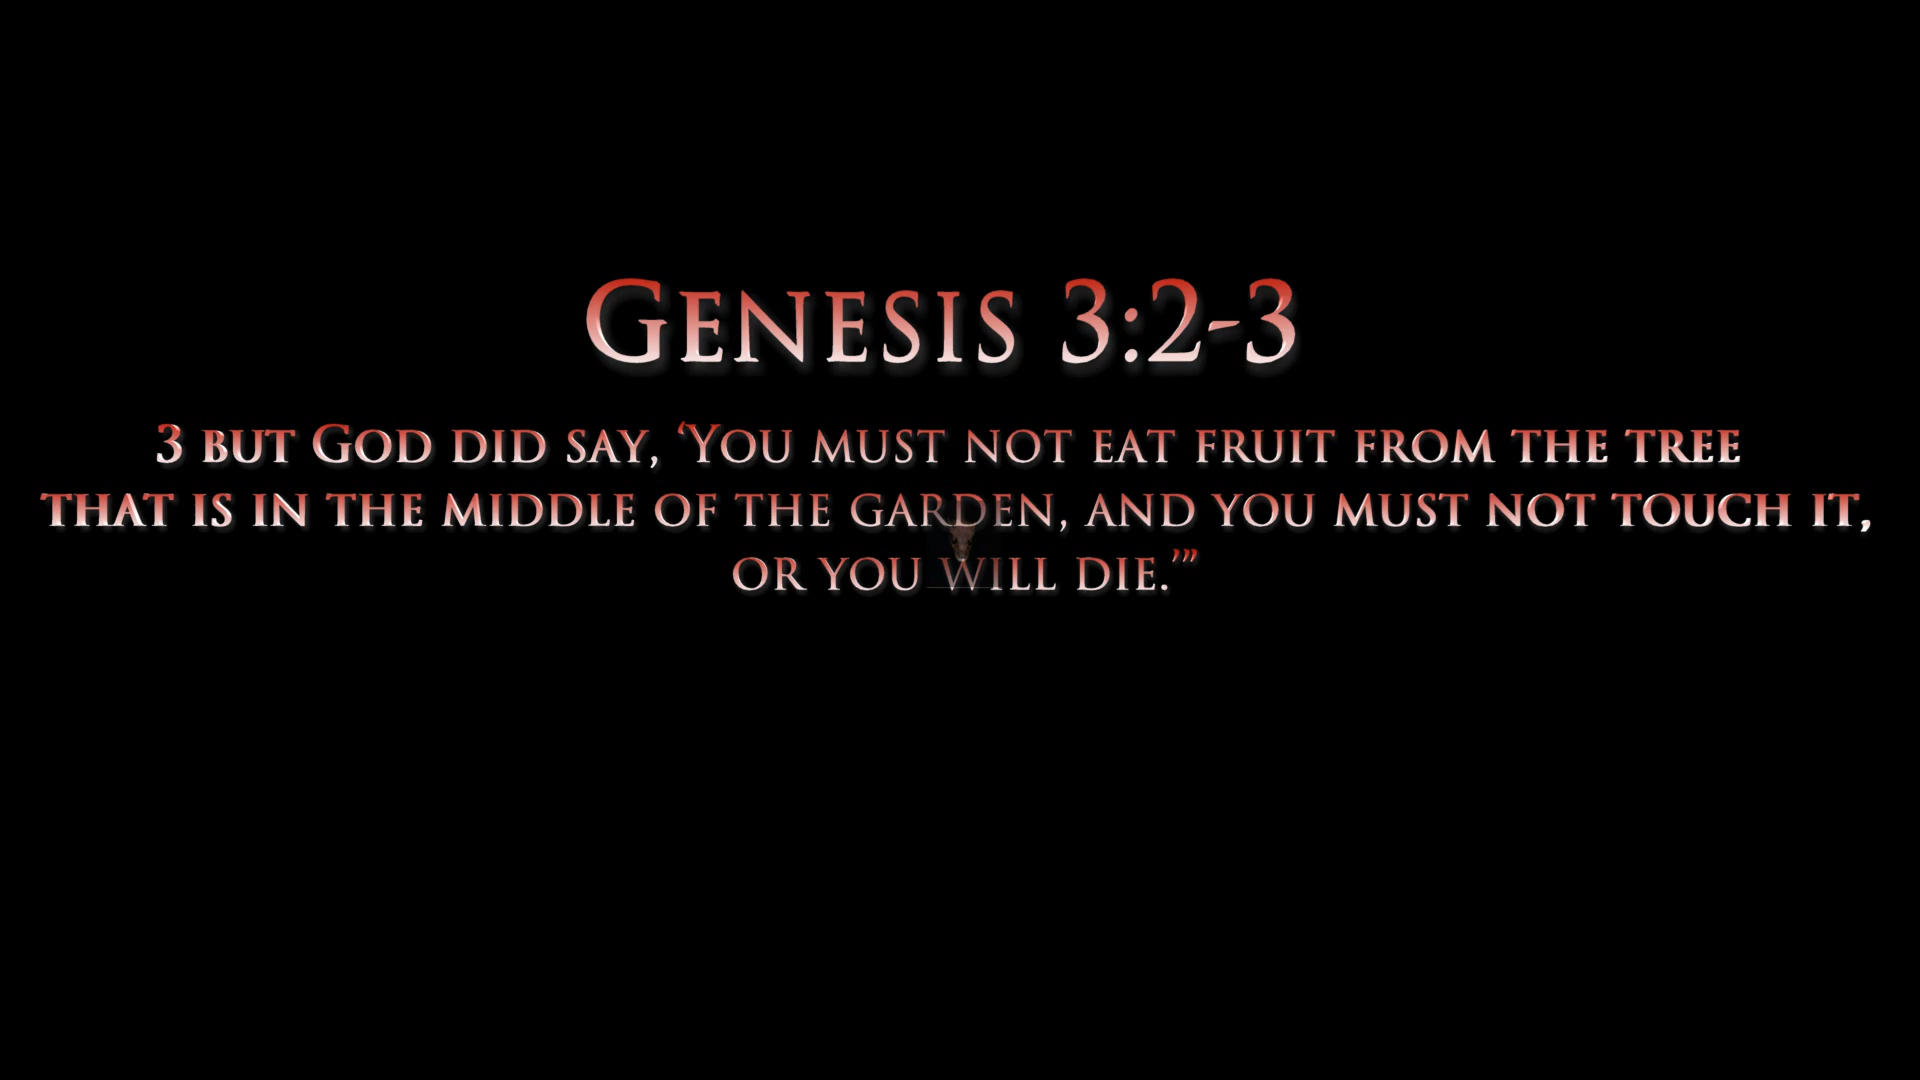 Genesis 3:2-3
3 but God did say, ‘You must not eat fruit from the tree
that is in the middle of the garden, and you must not touch it,
or you will die.’”